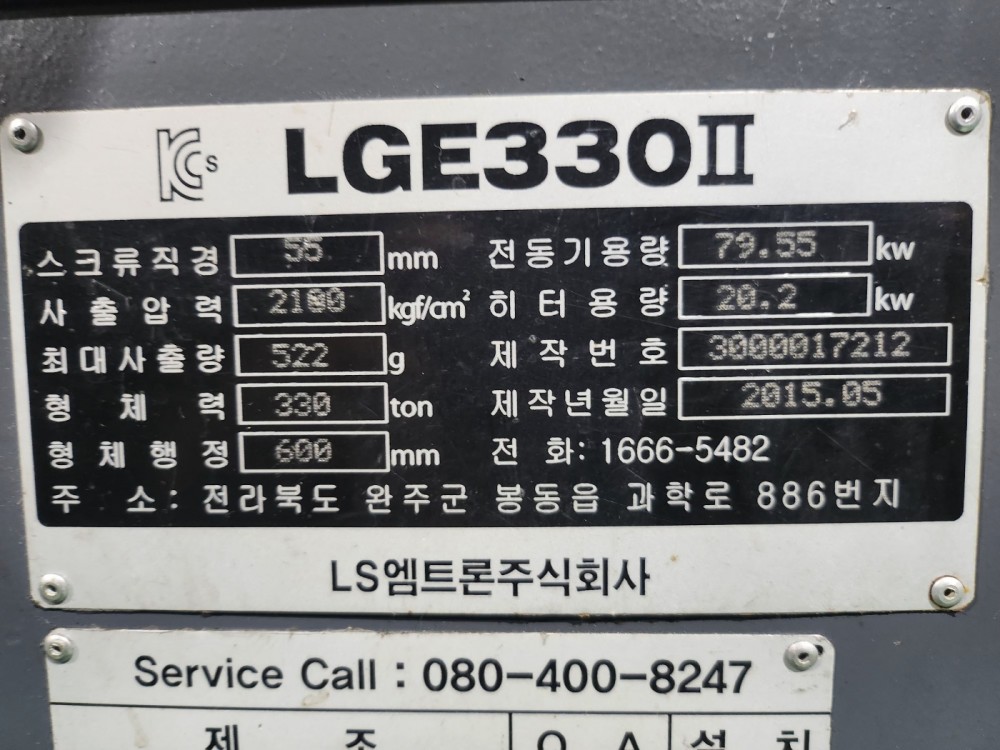 KCs LGE330Ⅱ
스크류직경 55 mm 전동기용량 79.55 kw
사출압력 2100 kgf/cm² 히터용량 20.2 kw
최대사출량 522 g 제작번호 3000017212
형체력 330 ton 제작년월일 2015.05
형체행정 600 mm 전화: 1666-5482
주소: 전라북도 완주군 봉동읍 과학로 886번지
LS엠트론주식회사
Service Call : 080-400-8247
제조 Q A 설치